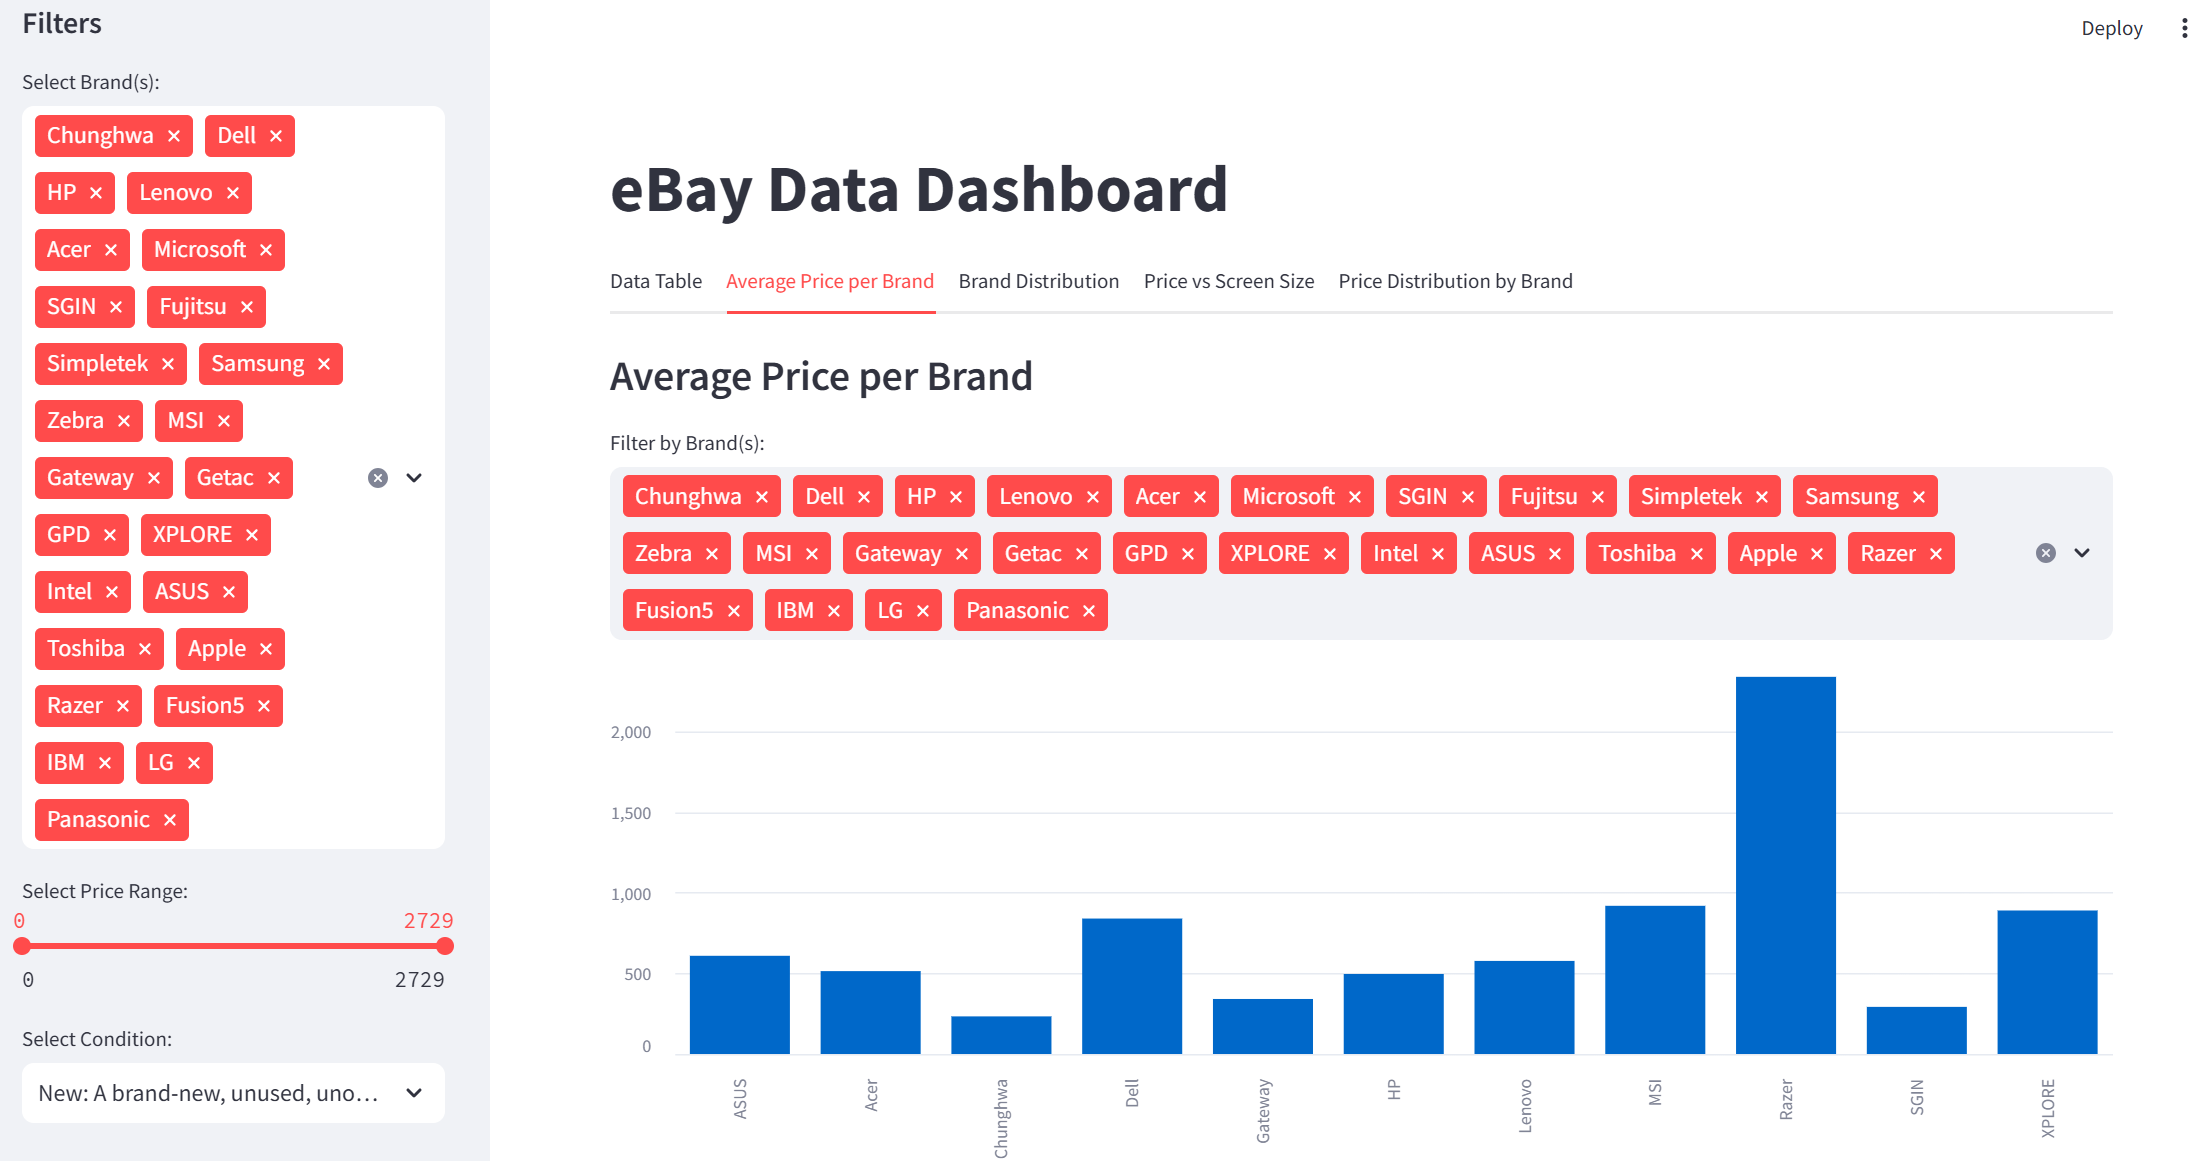 Filters
Select Brand(s):
Chunghwa Dell
HP Lenovo
Acer Microsoft
SGIN Fujitsu
Simpletek Samsung
Zebra MSI
Gateway Getac
GPD XPLORE
Intel ASUS
Toshiba Apple
Razer Fusion5
IBM LG
Panasonic
Select Price Range:
0 2729
0 2729
Select Condition:
New: A brand-new, unused, uno...
Deploy
eBay Data Dashboard
Data Table Average Price per Brand Brand Distribution Price vs Screen Size Price Distribution by Brand
Average Price per Brand
Filter by Brand(s):
Chunghwa Dell HP Lenovo Acer Microsoft SGIN Fujitsu Simpletek Samsung
Zebra MSI Gateway Getac GPD XPLORE Intel ASUS Toshiba Apple Razer
Fusion5 IBM LG Panasonic
2,000
1,500
1,000
500
0
ASUS Acer Chunghwa Dell Gateway HP Lenovo MSI Razer SGIN XPLORE